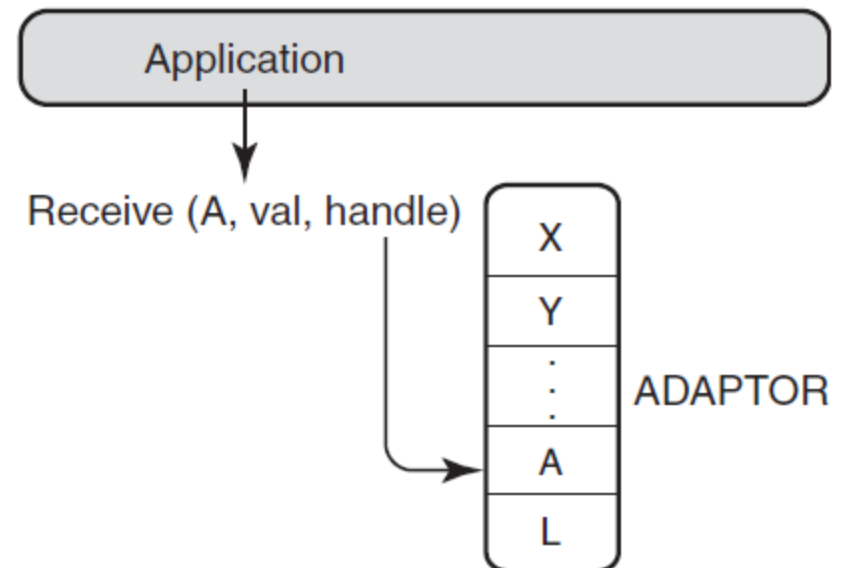 Application
Receive (A, val, handle)
X
Y
.
.
.
A
L
ADAPTOR